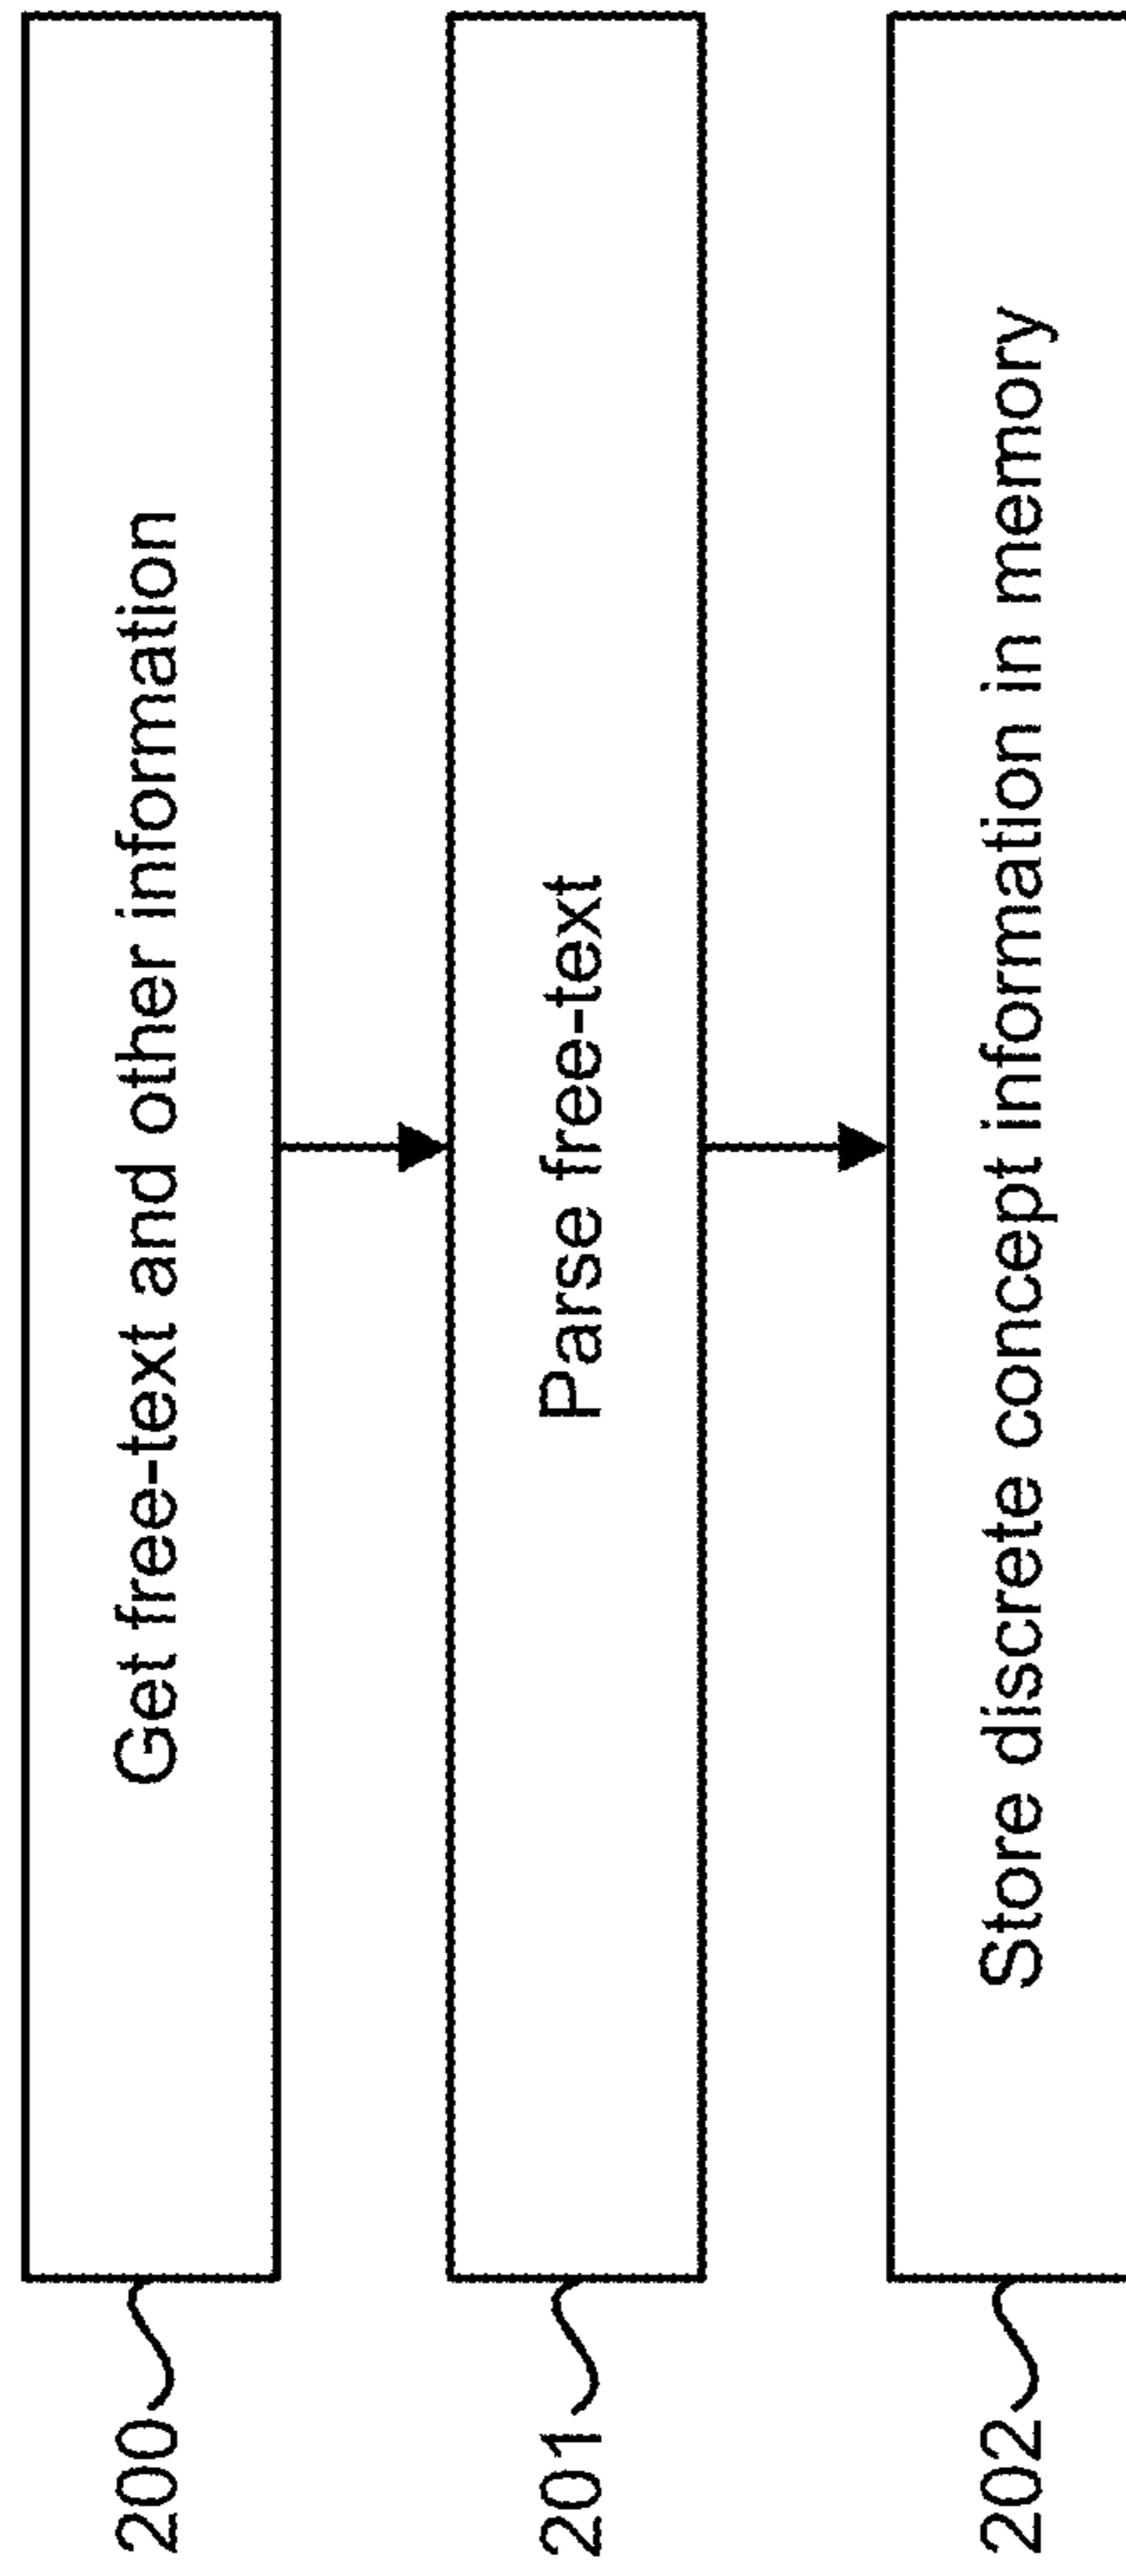 200 Get free-text and other information
201 Parse free-text
202 Store discrete concept information in memory